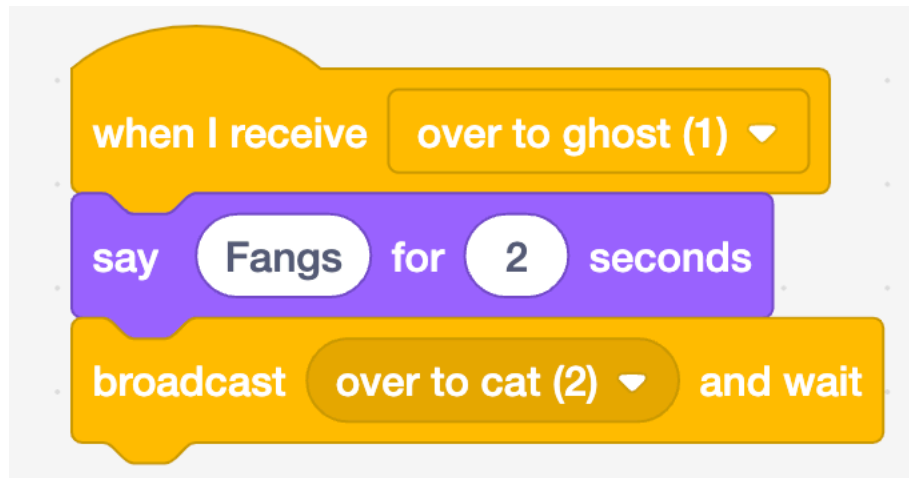 when I receive over to ghost (1)
say Fangs for 2 seconds
broadcast over to cat (2) and wait